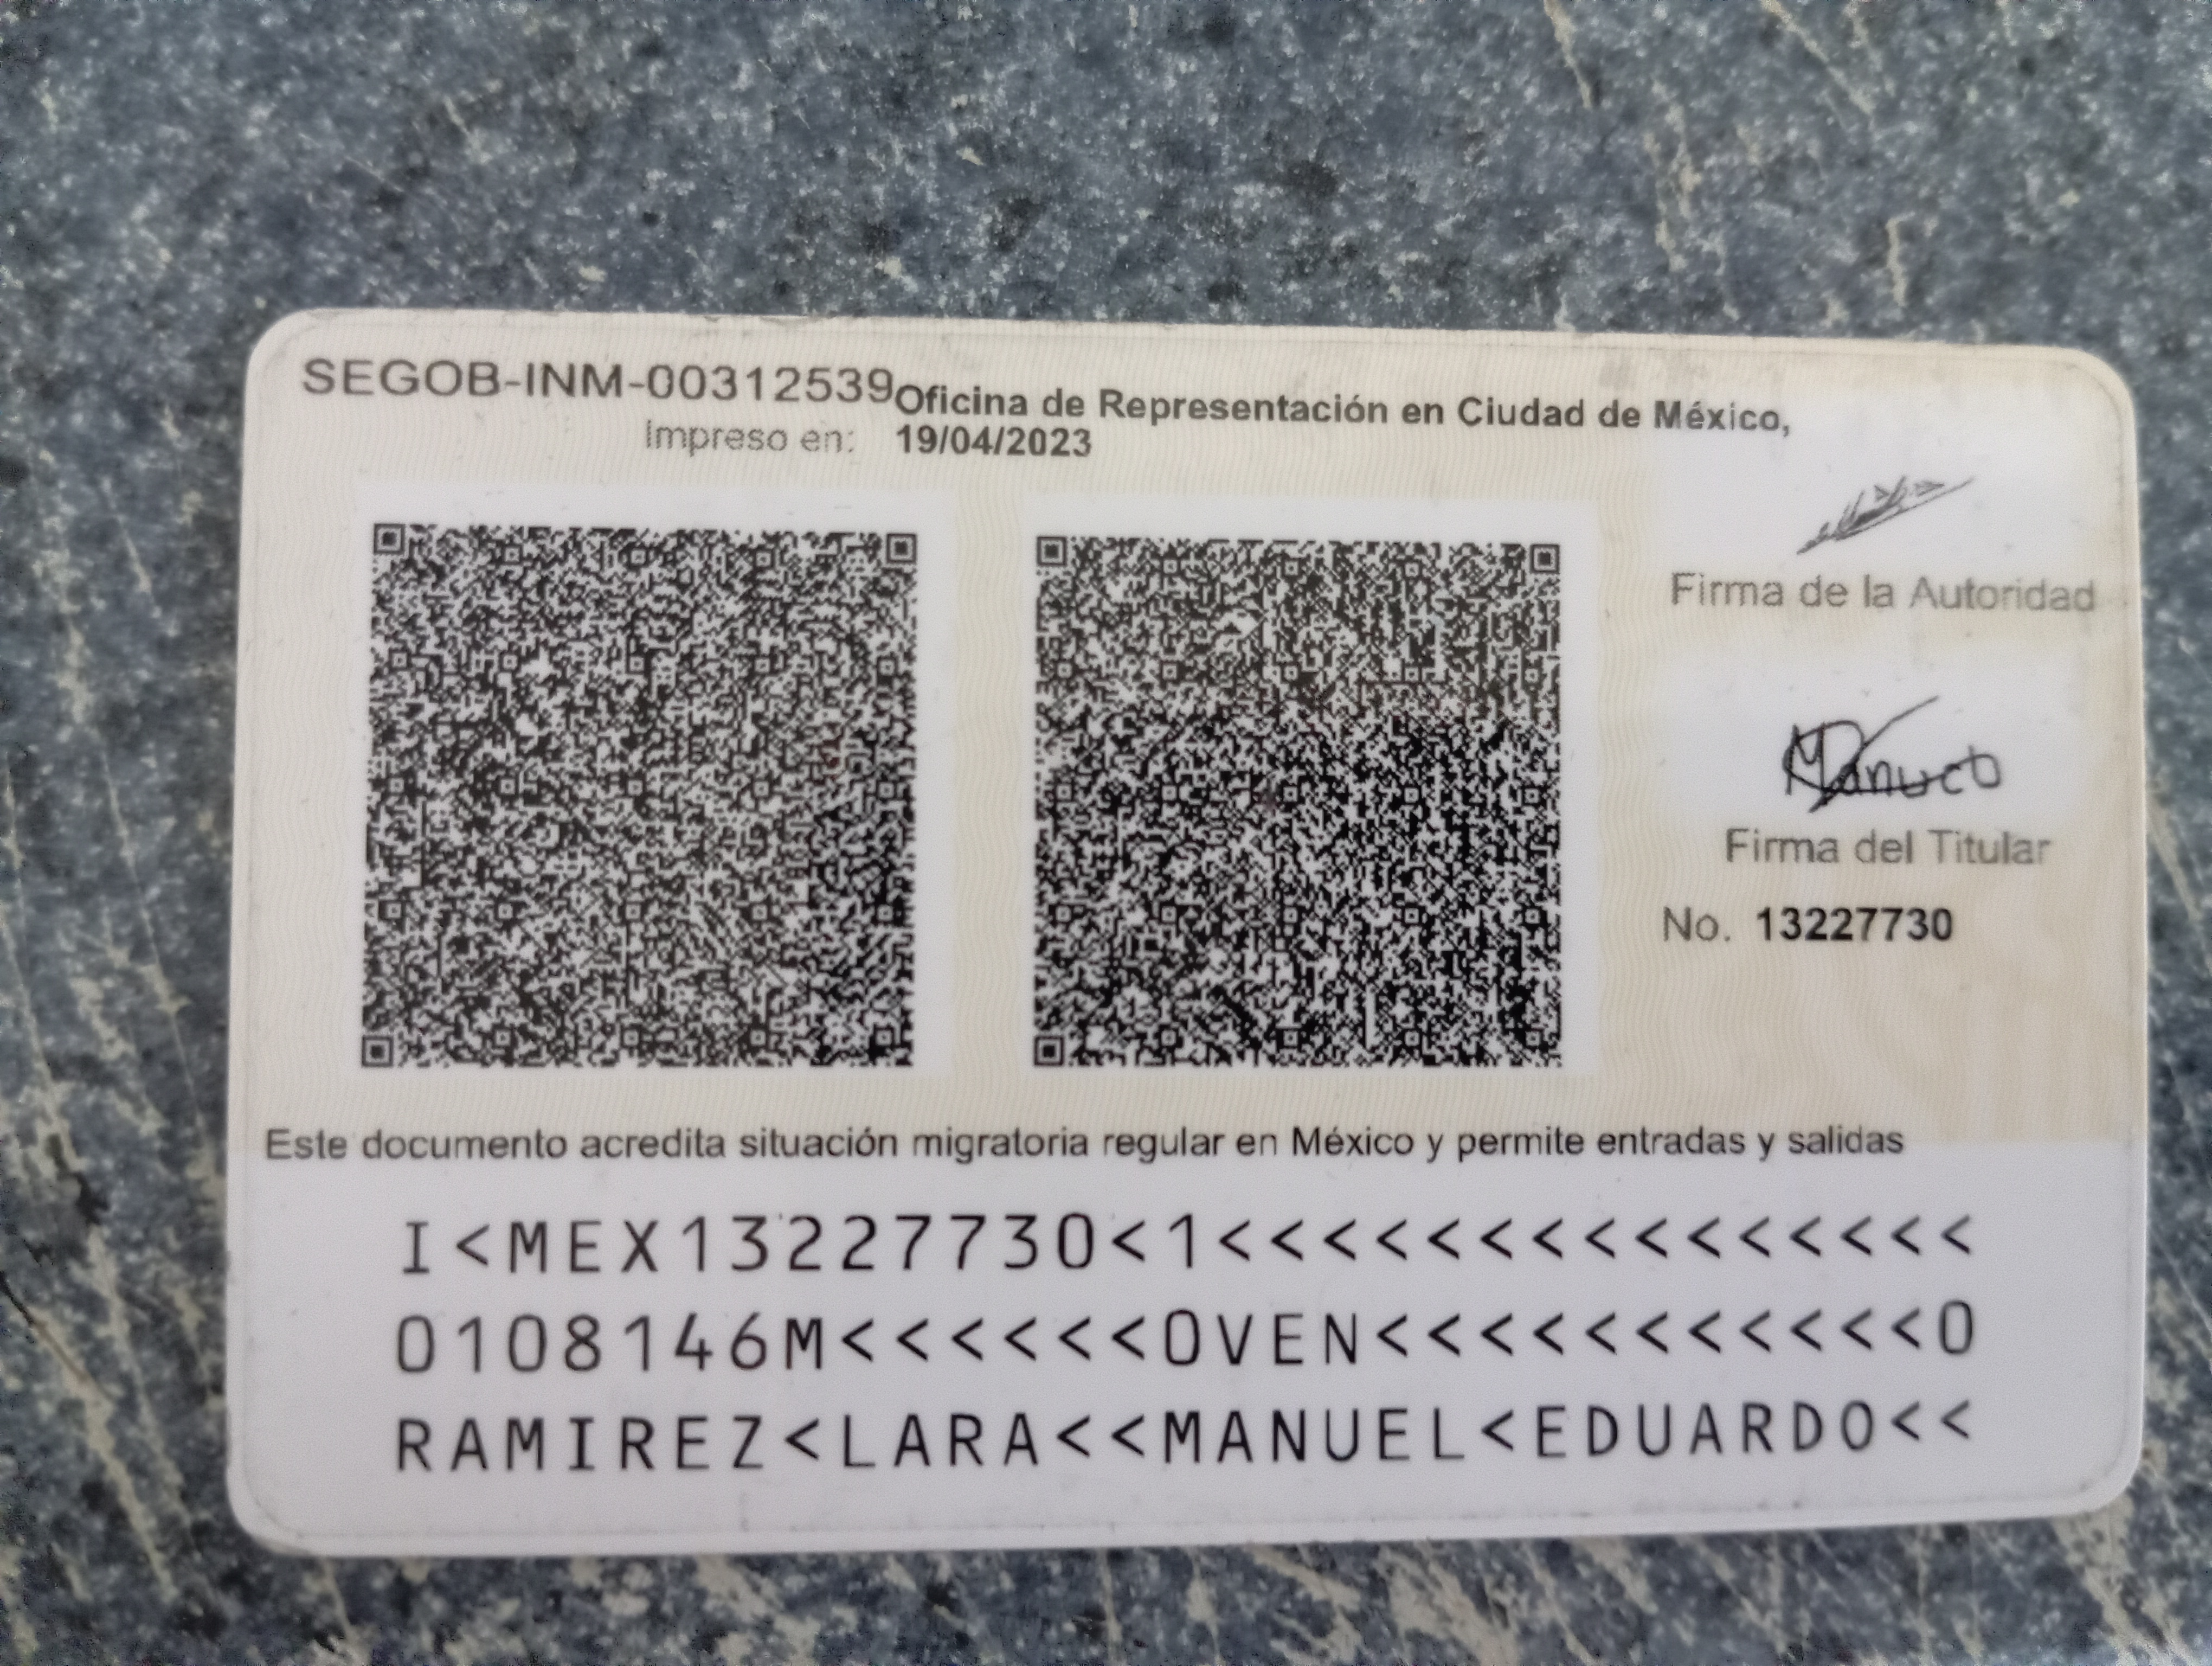 SEGOB-INM-00312539 Oficina de Representación en Ciudad de México,
Impreso en: 19/04/2023
Firma de la Autoridad
Manuel
Firma del Titular
No. 13227730
Este documento acredita situación migratoria regular en México y permite entradas y salidas
I<MEX13227730<1<<<<<<<<<<<<<<<
0108146M<<<<<<OVEN<<<<<<<<<<<0
RAMIREZ<LARA<<MANUEL<EDUARDO<<